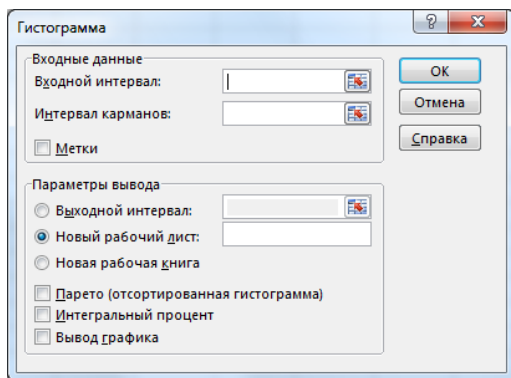 Гистограмма
Входные данные
Входной интервал:
Интервал карманов:
Метки
ОК
Отмена
Справка
Параметры вывода
Выходной интервал:
Новый рабочий лист:
Новая рабочая книга
Парето (отсортированная гистограмма)
Интегральный процент
Вывод графика